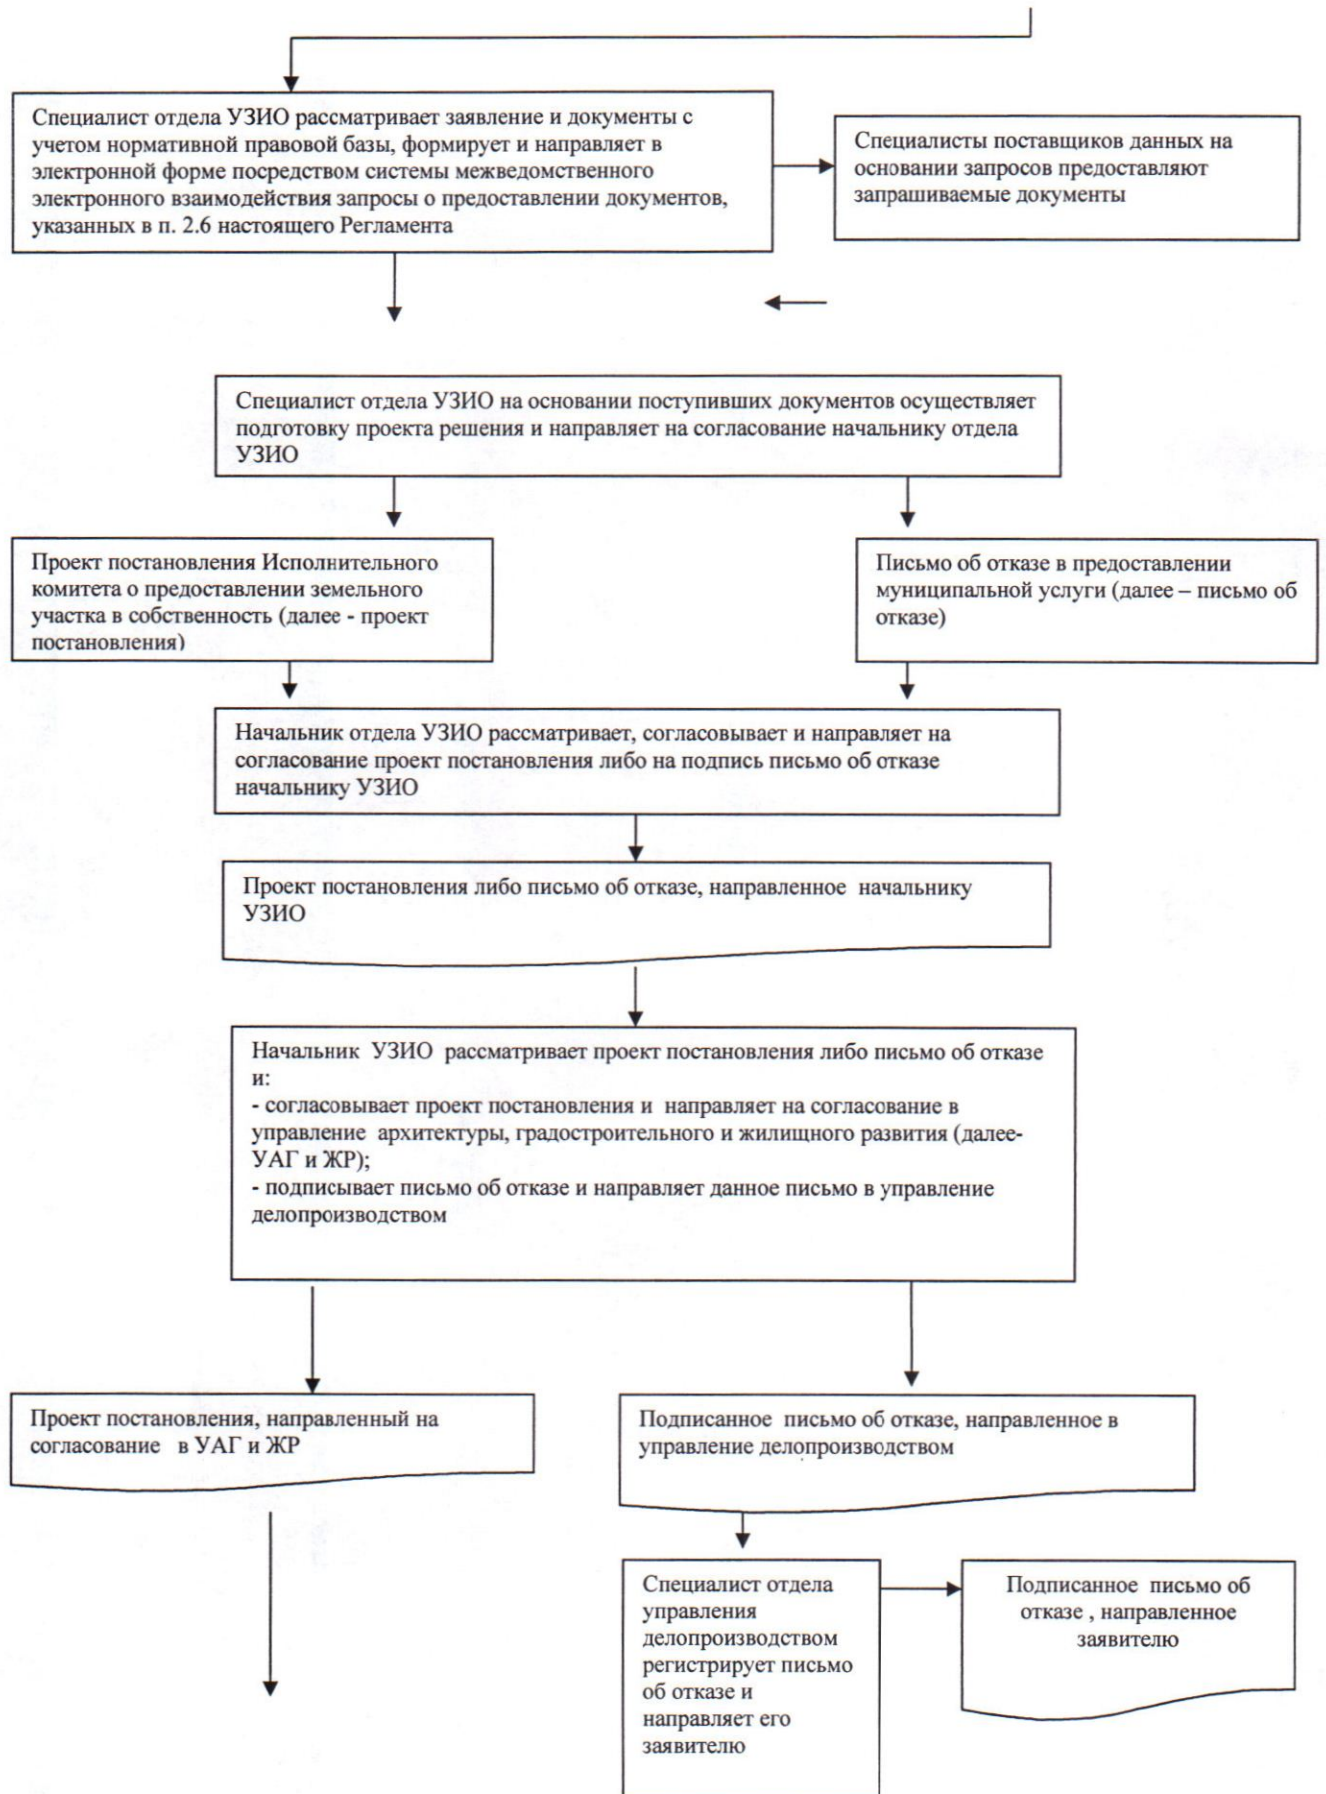 Специалист отдела УЗИО рассматривает заявление и документы с
учетом нормативной правовой базы, формирует и направляет в
электронной форме посредством системы межведомственного
электронного взаимодействия запросы о предоставлении документов,
указанных в п. 2.6 настоящего Регламента
Специалисты поставщиков данных на
основании запросов предоставляют
запрашиваемые документы
Специалист отдела УЗИО на основании поступивших документов осуществляет
подготовку проекта решения и направляет на согласование начальнику отдела
УЗИО
Проект постановления Исполнительного
комитета о предоставлении земельного
участка в собственность (далее - проект
постановления)
Письмо об отказе в предоставлении
муниципальной услуги (далее – письмо об
отказе)
Начальник отдела УЗИО рассматривает, согласовывает и направляет на
согласование проект постановления либо на подпись письмо об отказе
начальнику УЗИО
Проект постановления либо письмо об отказе, направленное начальнику
УЗИО
Начальник УЗИО рассматривает проект постановления либо письмо об отказе
и:
- согласовывает проект постановления и направляет на согласование в
управление архитектуры, градостроительного и жилищного развития (далее-
УАГ и ЖР);
- подписывает письмо об отказе и направляет данное письмо в управление
делопроизводством
Проект постановления, направленный на
согласование в УАГ и ЖР
Подписанное письмо об отказе, направленное в
управление делопроизводством
Специалист отдела
управления
делопроизводством
регистрирует письмо
об отказе и
направляет его
заявителю
Подписанное письмо об
отказе , направленное
заявителю